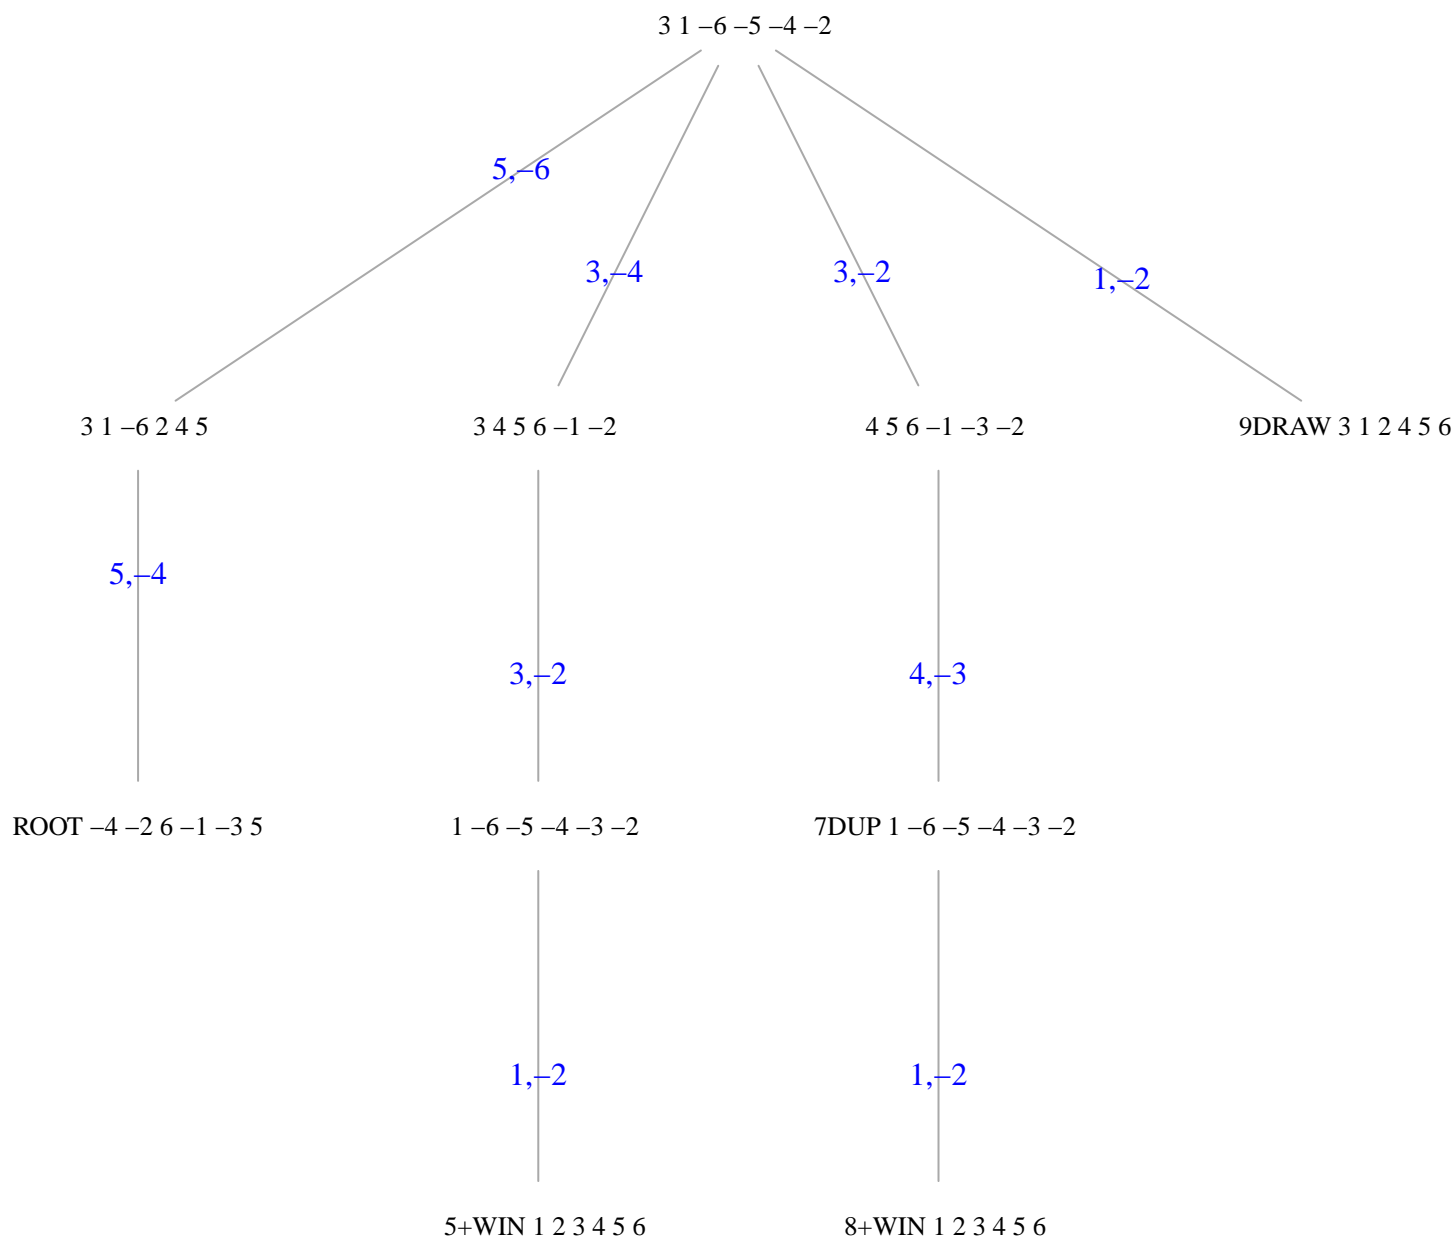 3 1 –6 –5 –4 –2
5,–6
3,–4
3,–2
1,–2
3 1 –6 2 4 5
3 4 5 6 –1 –2
4 5 6 –1 –3 –2
9DRAW 3 1 2 4 5 6
5,–4
3,–2
4,–3
ROOT –4 –2 6 –1 –3 5
1 –6 –5 –4 –3 –2
7DUP 1 –6 –5 –4 –3 –2
1,–2
1,–2
5+WIN 1 2 3 4 5 6
8+WIN 1 2 3 4 5 6